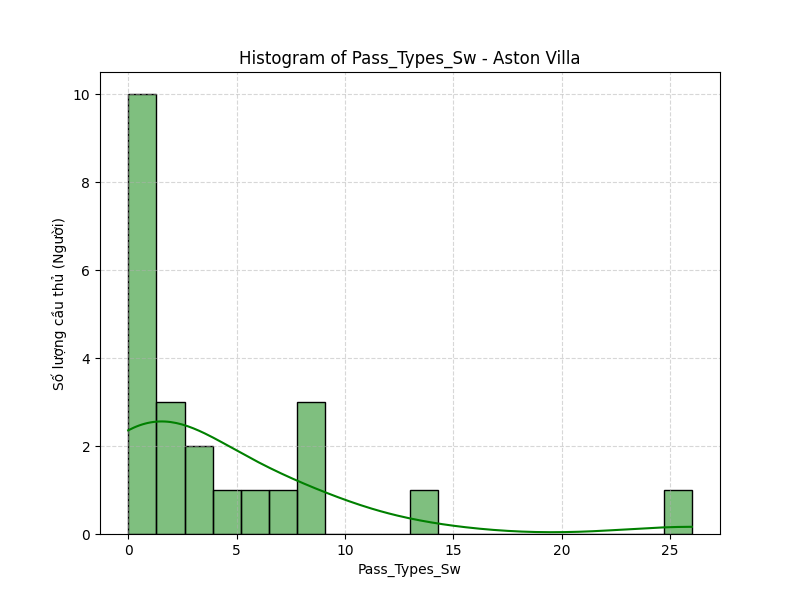 Histogram of Pass_Types_Sw - Aston Villa
10
8
6
4
2
0
Số lượng cầu thủ (Người)
0 5 10 15 20 25
Pass_Types_Sw